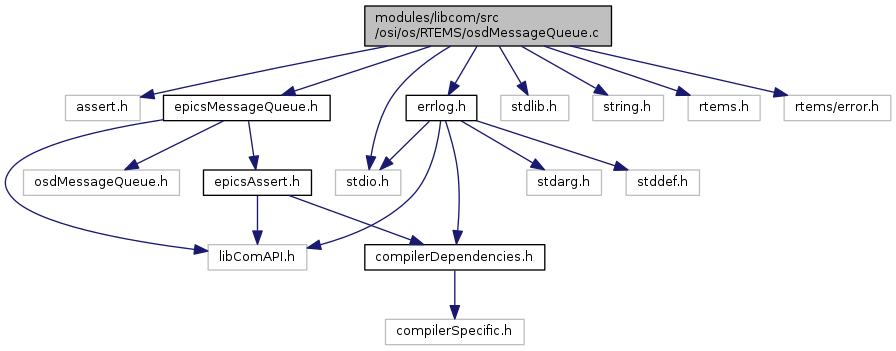 modules/libcom/src
/osi/os/RTEMS/osdMessageQueue.c
assert.h
epicsMessageQueue.h
errlog.h
stdlib.h
string.h
rtems.h
rtems/error.h
osdMessageQueue.h
epicsAssert.h
stdio.h
stdarg.h
stddef.h
libComAPI.h
compilerDependencies.h
compilerSpecific.h